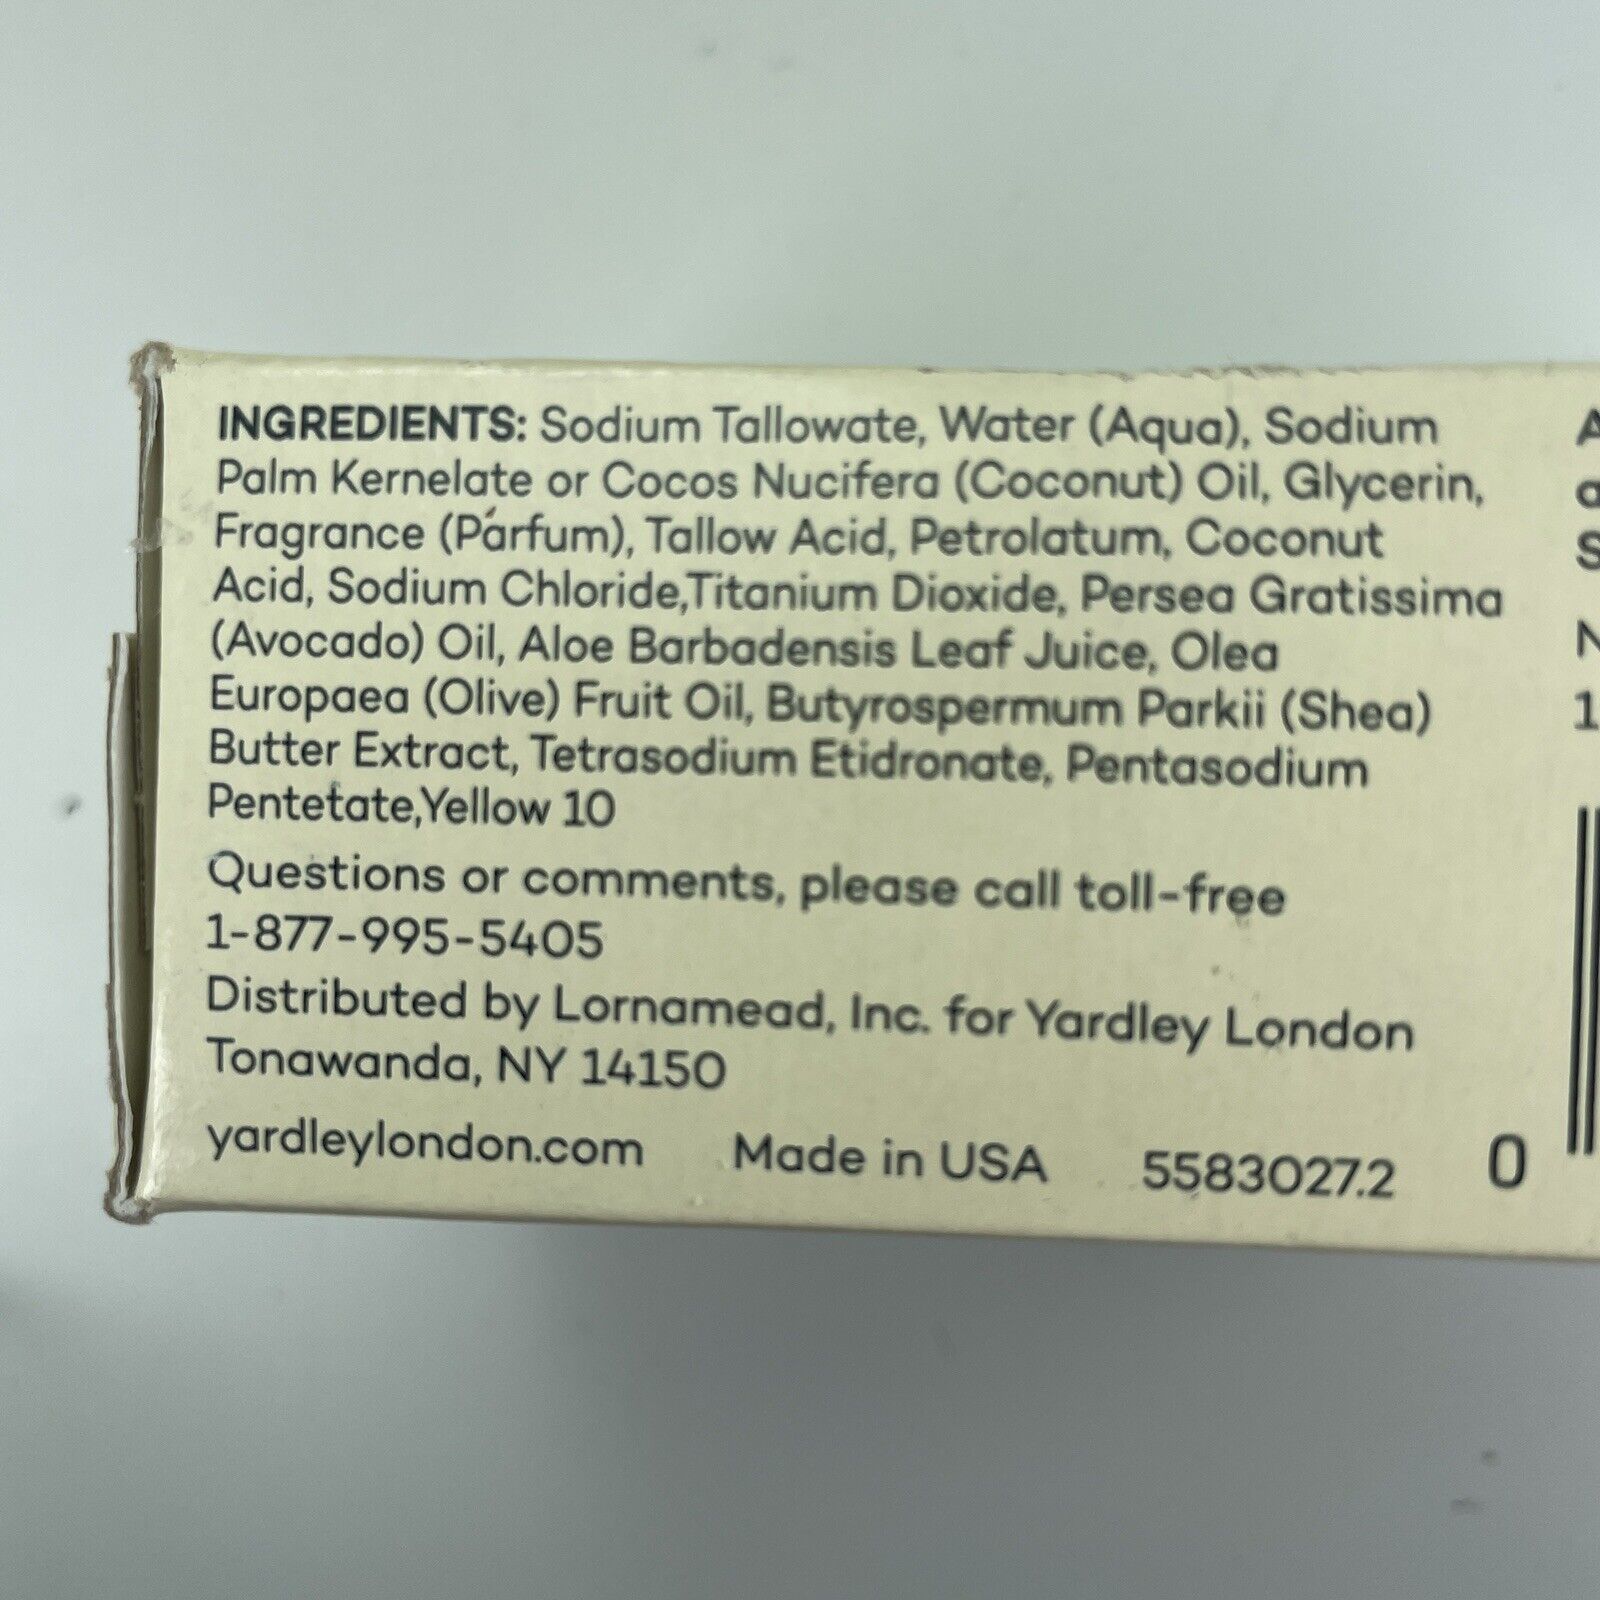 INGREDIENTS: Sodium Tallowate, Water (Aqua), Sodium
Palm Kernelate or Cocos Nucifera (Coconut) Oil, Glycerin,
Fragrance (Parfum), Tallow Acid, Petrolatum, Coconut
Acid, Sodium Chloride,Titanium Dioxide, Persea Gratissima
(Avocado) Oil, Aloe Barbadensis Leaf Juice, Olea
Europaea (Olive) Fruit Oil, Butyrospermum Parkii (Shea)
Butter Extract, Tetrasodium Etidronate, Pentasodium
Pentetate,Yellow 10
Questions or comments, please call toll-free
1-877-995-5405
Distributed by Lornamead, Inc. for Yardley London
Tonawanda, NY 14150
yardleylondon.com Made in USA 5583027.2 0